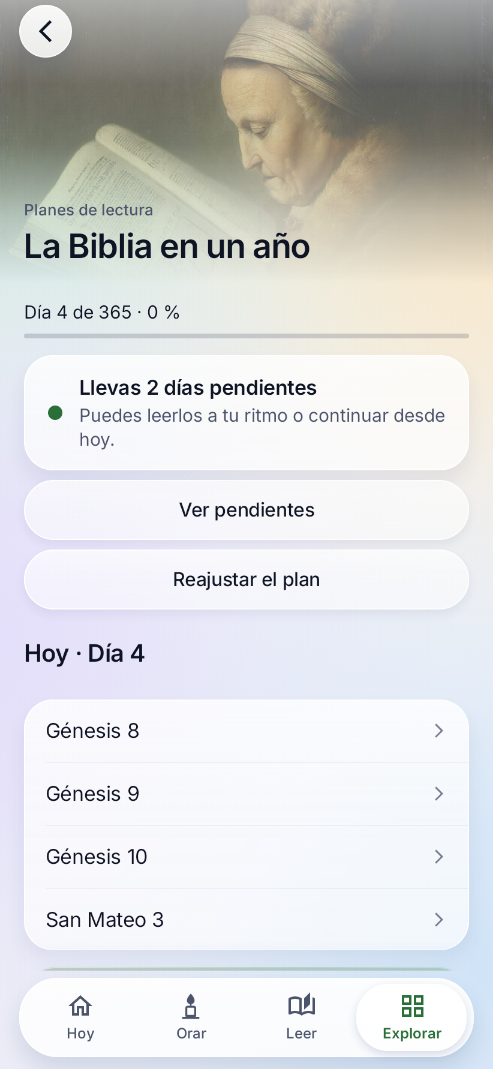 Planes de lectura
La Biblia en un año
Día 4 de 365 · 0 %
Llevas 2 días pendientes
Puedes leerlos a tu ritmo o continuar desde
hoy.
Ver pendientes
Reajustar el plan
Hoy · Día 4
Génesis 8
Génesis 9
Génesis 10
San Mateo 3
Hoy
Orar
Leer
Explorar